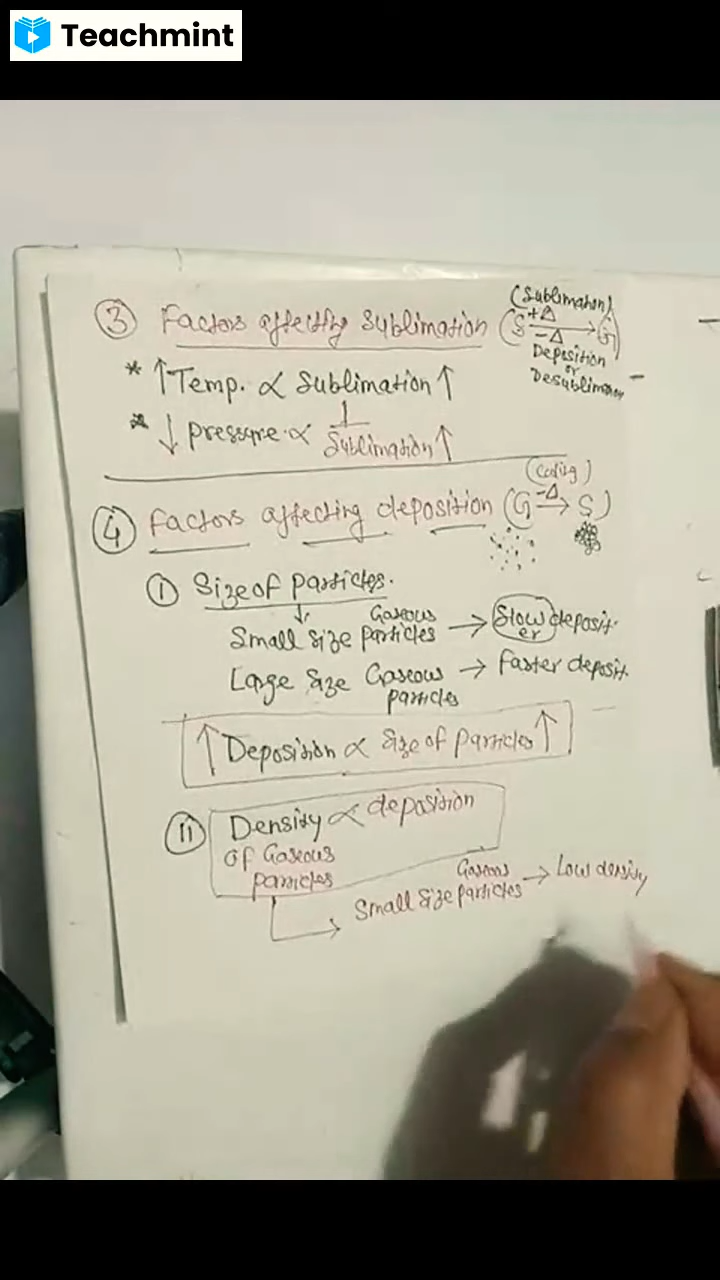 Teachmint
③ Factors affecting Sublimation (S +Δ → G)
(Sublimation)
-Δ
Deposition
or
Desublimation
* ↑ Temp. ∝ Sublimation ↑
* ↓ pressure ∝ Sublimation ↑
(Cooling)
④ Factors affecting deposition (G -Δ → S)
① Size of particles.
Small size Gaseous particles → Slower deposit.
Large Size Gaseous particles → Faster deposit.
↑ Deposition ∝ Size of Particles ↑
⑪ Density ∝ deposition
of Gaseous
particles
Small Size Gaseous particles → Low density